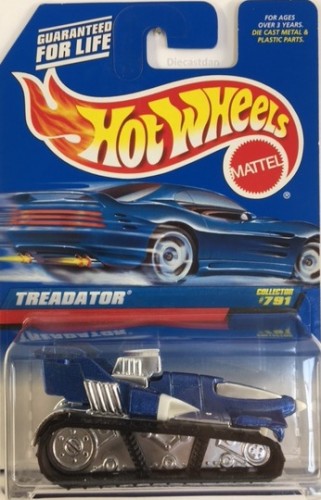 GUARANTEED
FOR LIFE
FOR AGES
OVER 3 YEARS.
DIE CAST METAL &
PLASTIC PARTS.
Diecastdan
HOT WHEELS
MATTEL
®
TREADATOR®
COLLECTOR
#791